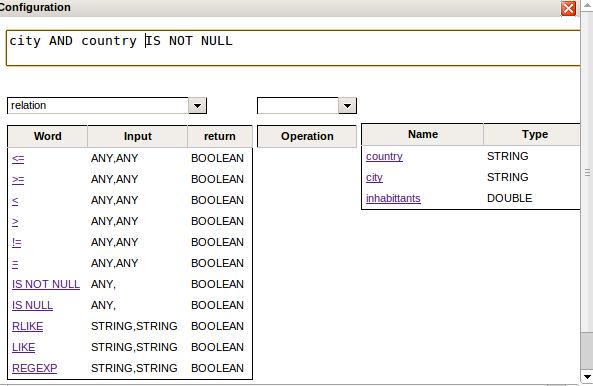 Configuration
city AND country IS NOT NULL
relation
Word Input return Operation Name Type
<= ANY,ANY BOOLEAN country STRING
>= ANY,ANY BOOLEAN city STRING
< ANY,ANY BOOLEAN inhabittants DOUBLE
> ANY,ANY BOOLEAN
!= ANY,ANY BOOLEAN
= ANY,ANY BOOLEAN
IS NOT NULL ANY, BOOLEAN
IS NULL ANY, BOOLEAN
RLIKE STRING,STRING BOOLEAN
LIKE STRING,STRING BOOLEAN
REGEXP STRING,STRING BOOLEAN